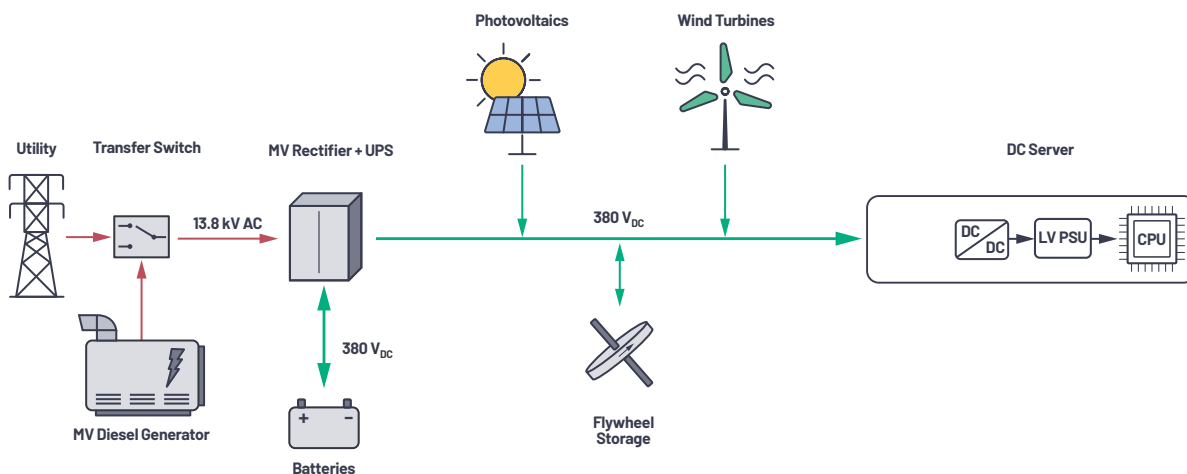 Photovoltaics
Wind Turbines
Utility
Transfer Switch
MV Rectifier + UPS
DC Server
13.8 kV AC
380 VDC
DC
DC
LV PSU
CPU
380 VDC
+
−
MV Diesel Generator
Batteries
Flywheel
Storage